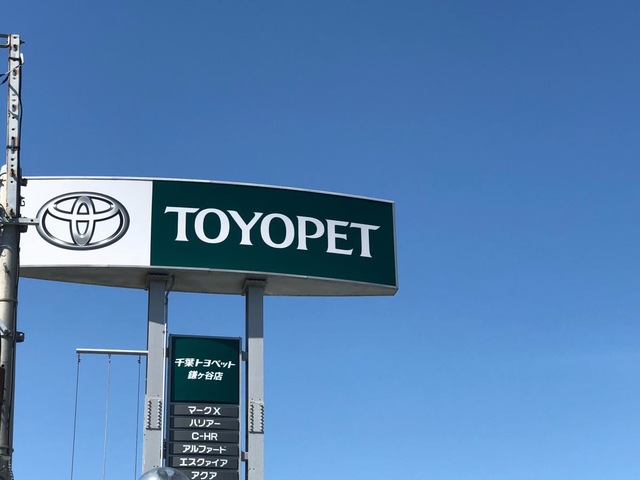 TOYOPET
千葉トヨペット
鎌ヶ谷店
マークX
ハリアー
C-HR
アルファード
エスクァイア
アクア